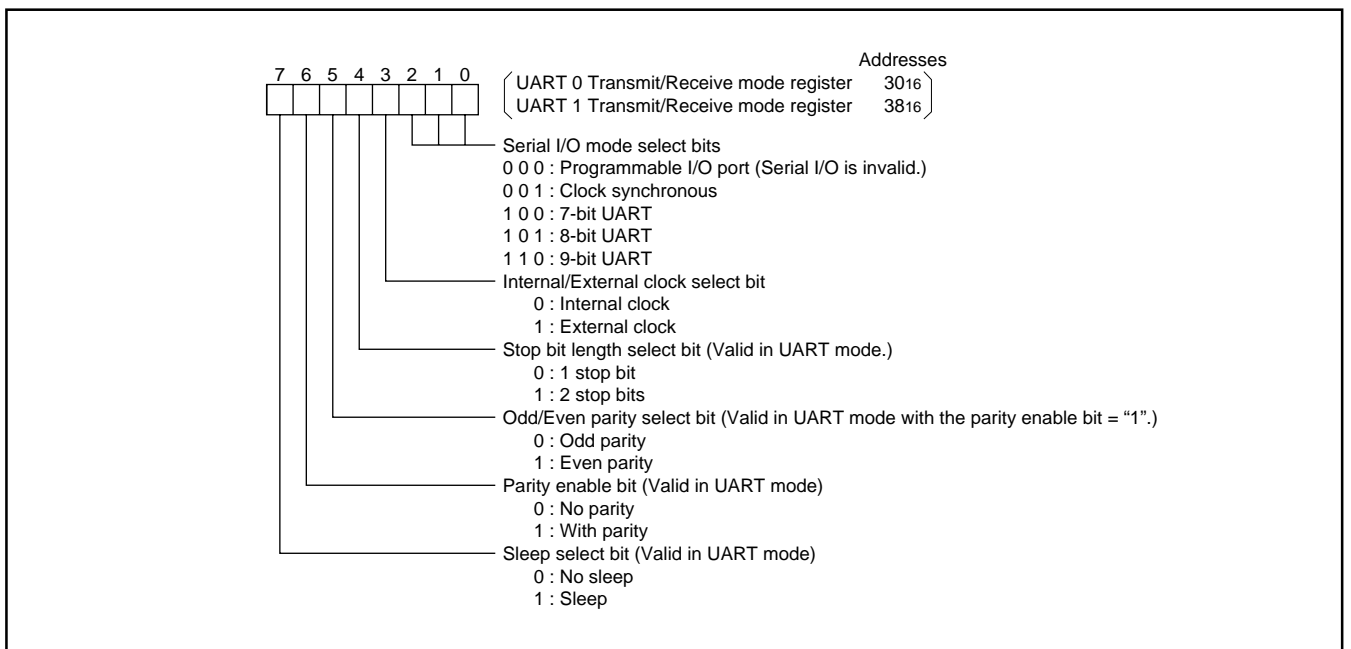 Addresses
7 6 5 4 3 2 1 0
UART 0 Transmit/Receive mode register 3016
UART 1 Transmit/Receive mode register 3816
Serial I/O mode select bits
0 0 0 : Programmable I/O port (Serial I/O is invalid.)
0 0 1 : Clock synchronous
1 0 0 : 7-bit UART
1 0 1 : 8-bit UART
1 1 0 : 9-bit UART
Internal/External clock select bit
0 : Internal clock
1 : External clock
Stop bit length select bit (Valid in UART mode.)
0 : 1 stop bit
1 : 2 stop bits
Odd/Even parity select bit (Valid in UART mode with the parity enable bit = “1”.)
0 : Odd parity
1 : Even parity
Parity enable bit (Valid in UART mode)
0 : No parity
1 : With parity
Sleep select bit (Valid in UART mode)
0 : No sleep
1 : Sleep